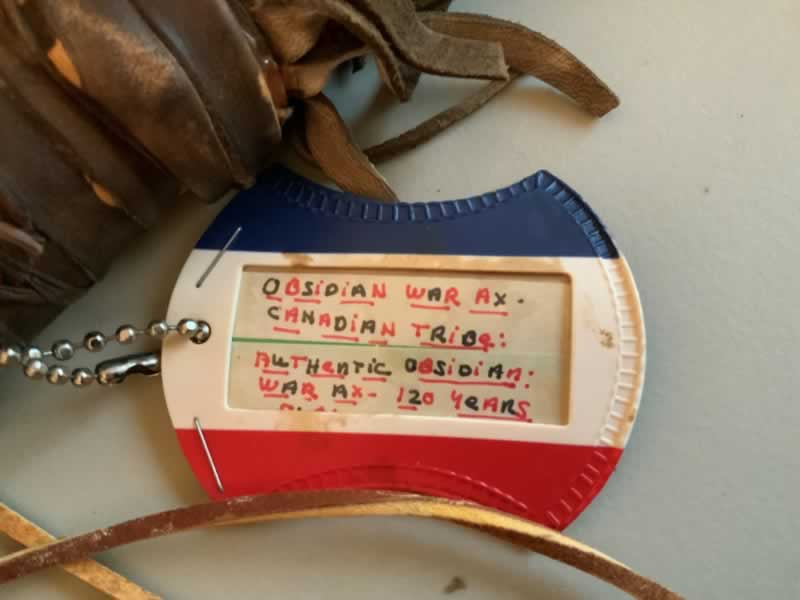 OBSiDiAN WAR AX.
CANADiAN TRiBe:
AUTHeNTiC OBSiDiAN:
WAR AX- 120 YeARS